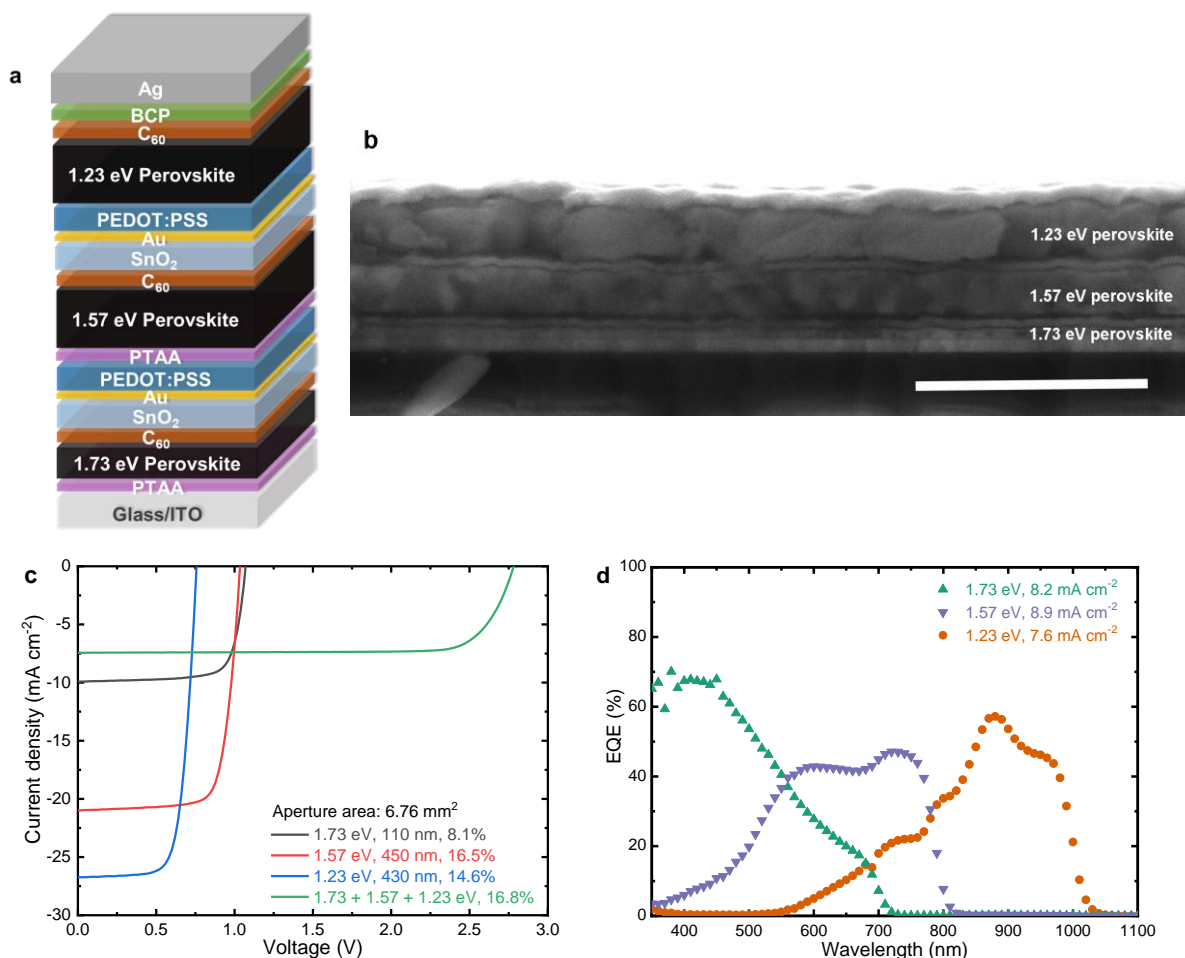 a
Ag
BCP
C60
1.23 eV Perovskite
PEDOT:PSS
Au
SnO2
C60
1.57 eV Perovskite
PTAA
PEDOT:PSS
Au
SnO2
C60
1.73 eV Perovskite
PTAA
Glass/ITO
b
1.23 eV perovskite
1.57 eV perovskite
1.73 eV perovskite
c
0
-5
-10
-15
-20
-25
-30
Current density (mA cm-2)
0.0 0.5 1.0 1.5 2.0 2.5 3.0
Voltage (V)
Aperture area: 6.76 mm2
1.73 eV, 110 nm, 8.1%
1.57 eV, 450 nm, 16.5%
1.23 eV, 430 nm, 14.6%
1.73 + 1.57 + 1.23 eV, 16.8%
d
100
80
60
40
20
0
EQE (%)
400 500 600 700 800 900 1000 1100
Wavelength (nm)
1.73 eV, 8.2 mA cm-2
1.57 eV, 8.9 mA cm-2
1.23 eV, 7.6 mA cm-2